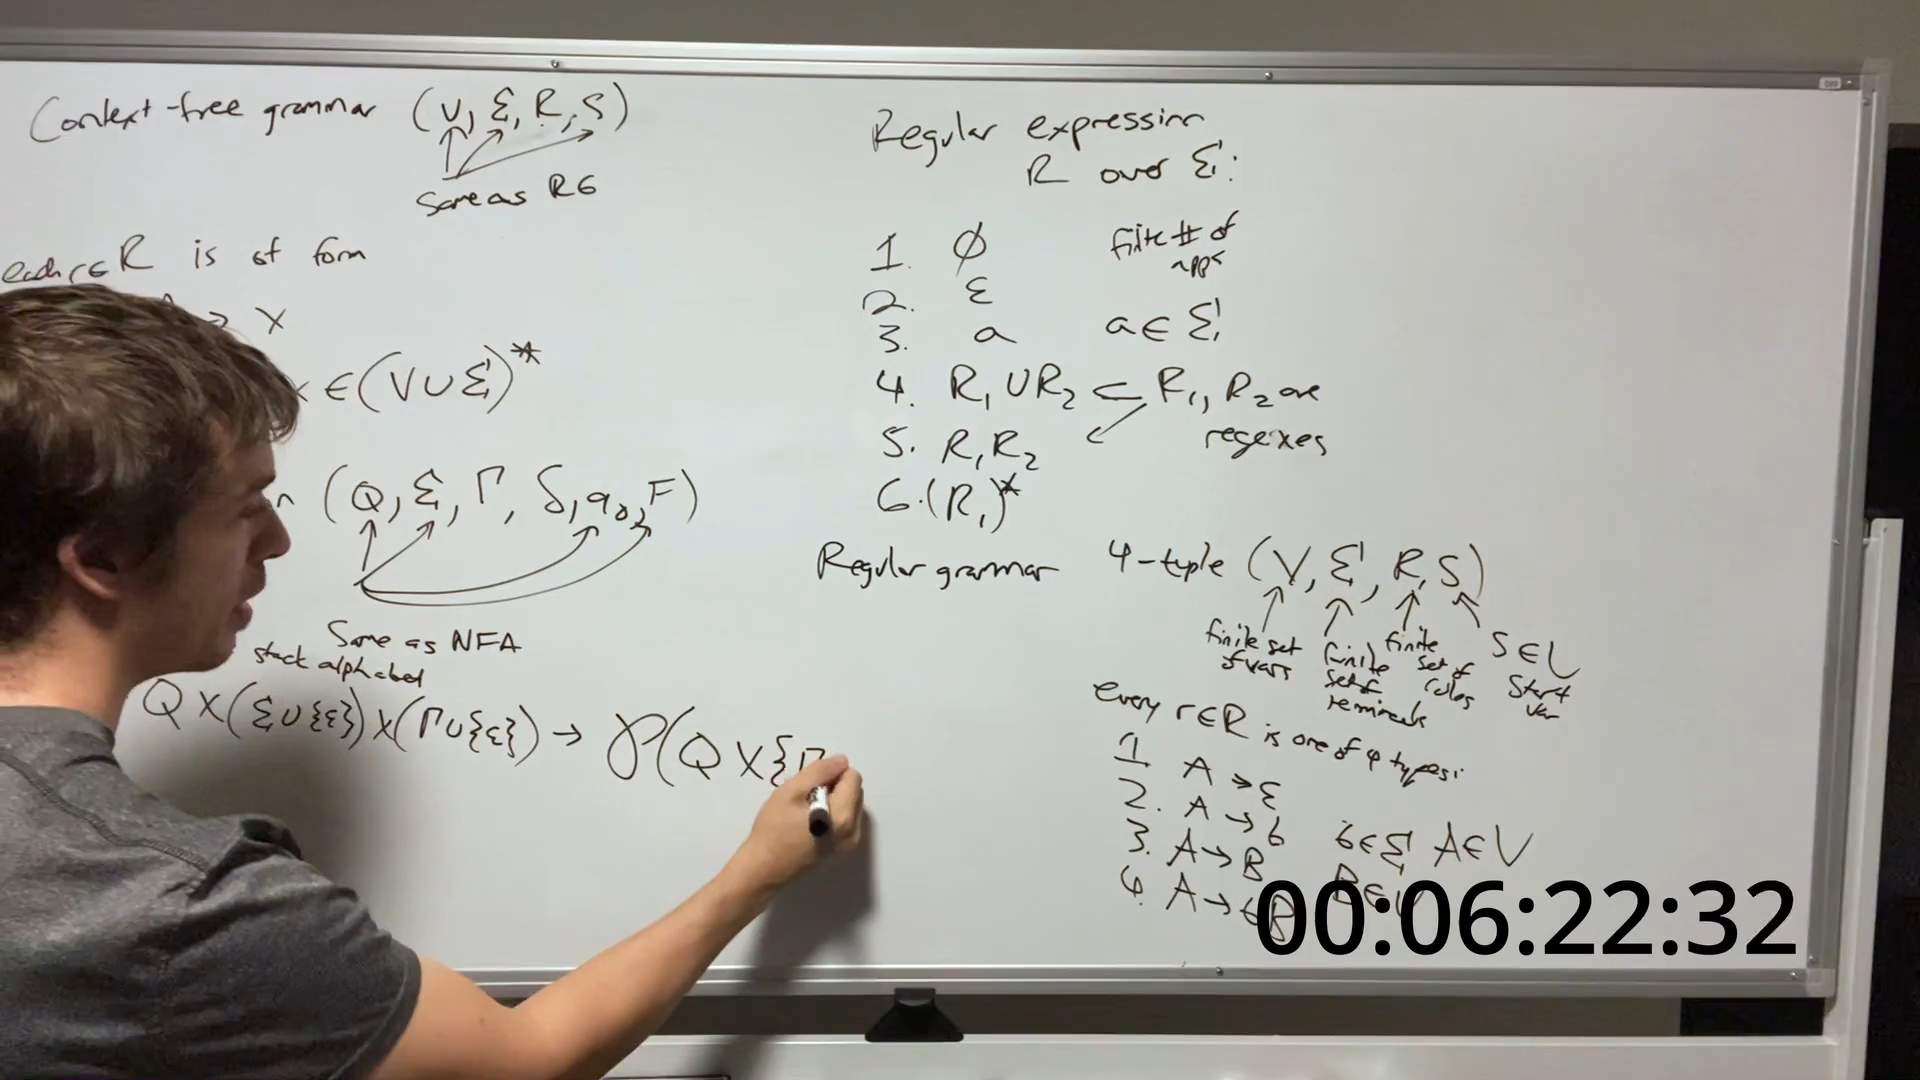 Context-free grammar (V, Σ, R, S)
Same as RG
each r∈R is of form
→ x
x ∈ (V∪Σ)*
(Q, Σ, Γ, δ, q₀, F)
Same as NFA
stack alphabet
Q×(Σ∪{ε})×(Γ∪{ε}) → P(Q×{Γ
Regular expression
R over Σ:
1. ∅ finite # of
apps
2. ε
3. a a∈Σ
4. R₁∪R₂ ← R₁, R₂ are
regexes
5. R₁R₂
6. (R₁)*
Regular grammar 4-tuple (V, Σ, R, S)
finite set
of vars
finite
set of
terminals
finite
set of
rules
S∈V
Start
var
every r∈R is one of 4 types:
1. A→ε
2. A→b b∈Σ A∈V
3. A→B B∈V
4. A→bB
00:06:22:32